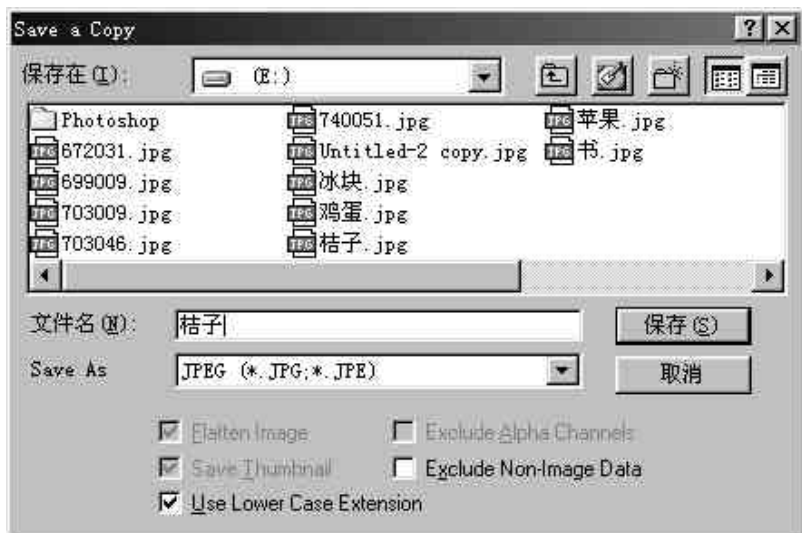 Save a Copy
保存在(I):
(E:)
Photoshop
672031.jpg
699009.jpg
703009.jpg
703046.jpg
740051.jpg
Untitled-2 copy.jpg
冰块.jpg
鸡蛋.jpg
桔子.jpg
苹果.jpg
书.jpg
文件名(N):
桔子
保存(S)
Save As
JPEG (*.JPG;*.JPE)
取消
Flatten Image
Exclude Alpha Channels
Save Thumbnail
Exclude Non-Image Data
Use Lower Case Extension